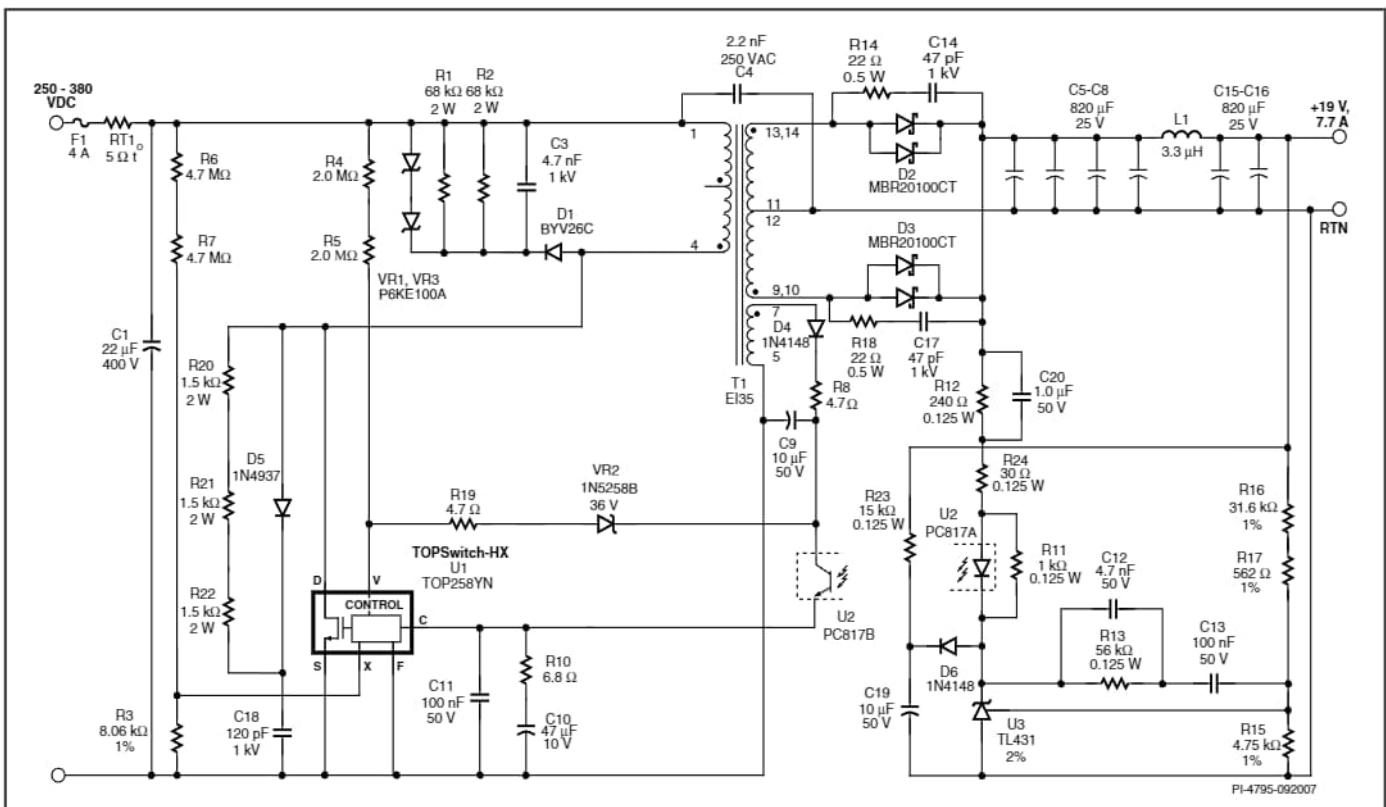 250 - 380
VDC
F1
4 A
RT1
5 Ω
t
o
R6
4.7 MΩ
R7
4.7 MΩ
C1
22 µF
400 V
R4
2.0 MΩ
R5
2.0 MΩ
R1
68 kΩ
2 W
R2
68 kΩ
2 W
C3
4.7 nF
1 kV
D1
BYV26C
VR1, VR3
P6KE100A
2.2 nF
250 VAC
C4
1
4
13,14
11
12
9,10
7
5
T1
EI35
R14
22 Ω
0.5 W
C14
47 pF
1 kV
D2
MBR20100CT
D3
MBR20100CT
C5-C8
820 µF
25 V
L1
3.3 µH
C15-C16
820 µF
25 V
+19 V,
7.7 A
RTN
D4
1N4148
R18
22 Ω
0.5 W
C17
47 pF
1 kV
R8
4.7 Ω
C9
10 µF
50 V
R12
240 Ω
0.125 W
C20
1.0 µF
50 V
R20
1.5 kΩ
2 W
D5
1N4937
R21
1.5 kΩ
2 W
R22
1.5 kΩ
2 W
R19
4.7 Ω
VR2
1N5258B
36 V
TOPSwitch-HX
U1
TOP258YN
D
V
CONTROL
C
S
X
F
U2
PC817B
R3
8.06 kΩ
1%
C18
120 pF
1 kV
C11
100 nF
50 V
R10
6.8 Ω
C10
47 µF
10 V
R24
30 Ω
0.125 W
R23
15 kΩ
0.125 W
U2
PC817A
R11
1 kΩ
0.125 W
C12
4.7 nF
50 V
R13
56 kΩ
0.125 W
C13
100 nF
50 V
R16
31.6 kΩ
1%
R17
562 Ω
1%
D6
1N4148
C19
10 µF
50 V
U3
TL431
2%
R15
4.75 kΩ
1%
PI-4795-092007